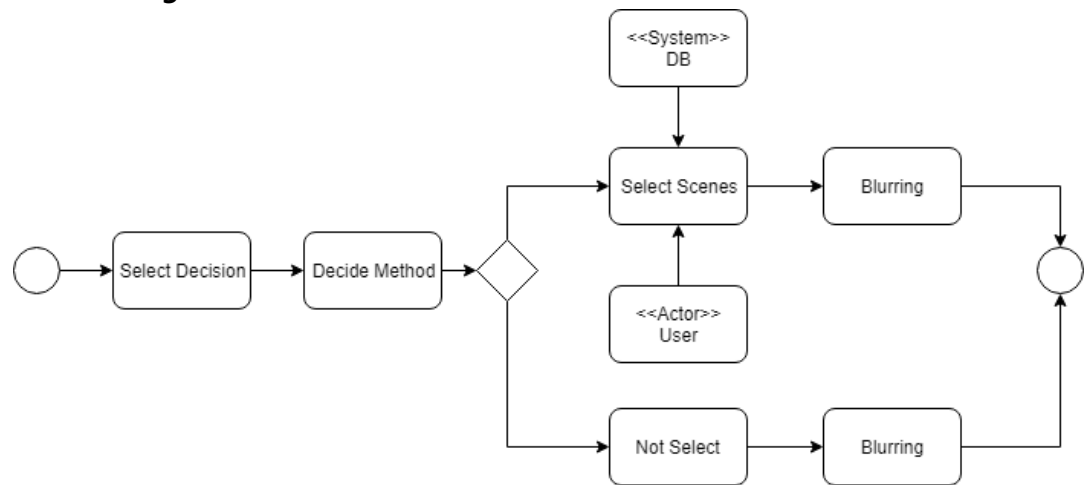 <<System>>
DB
Select Scenes
Blurring
Select Decision
Decide Method
<<Actor>>
User
Not Select
Blurring